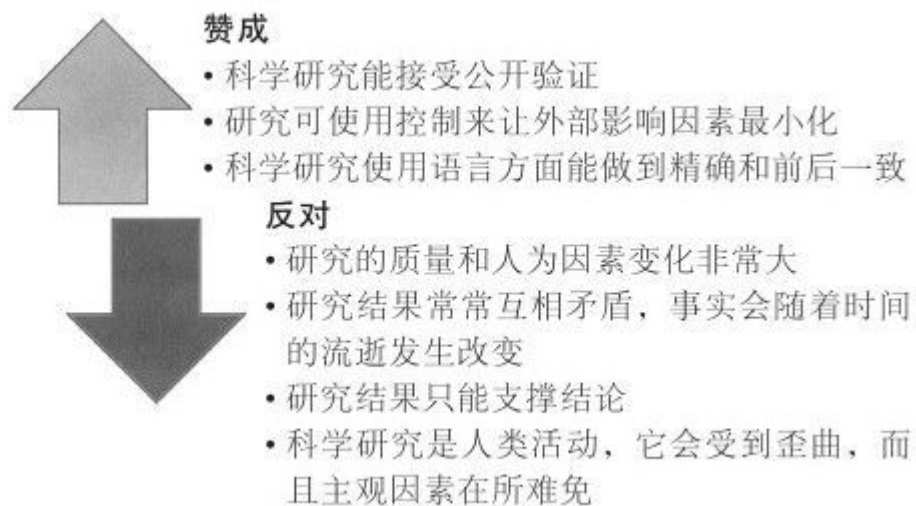 赞成
• 科学研究能接受公开验证
• 研究可使用控制来让外部影响因素最小化
• 科学研究使用语言方面能做到精确和前后一致
反对
• 研究的质量和人为因素变化非常大
• 研究结果常常互相矛盾，事实会随着时间
的流逝发生改变
• 研究结果只能支撑结论
• 科学研究是人类活动，它会受到歪曲，而
且主观因素在所难免